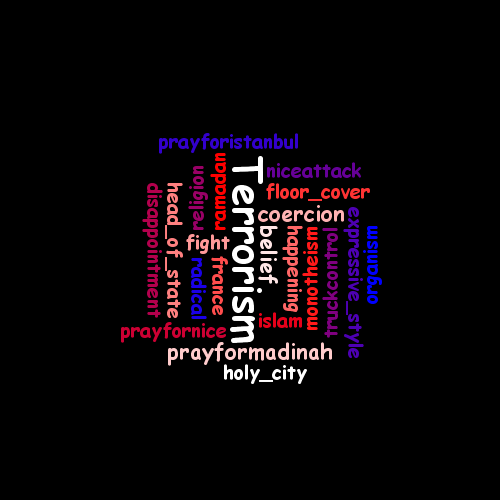 prayforistanbul
niceattack
floor_cover
coercion
Terrorism
ramadan
religion
disappointment
head_of_state
fight
radical
france
belief
happening
monotheism
truckcontrol
expressive_style
organism
islam
prayfornice
prayformadinah
holy_city